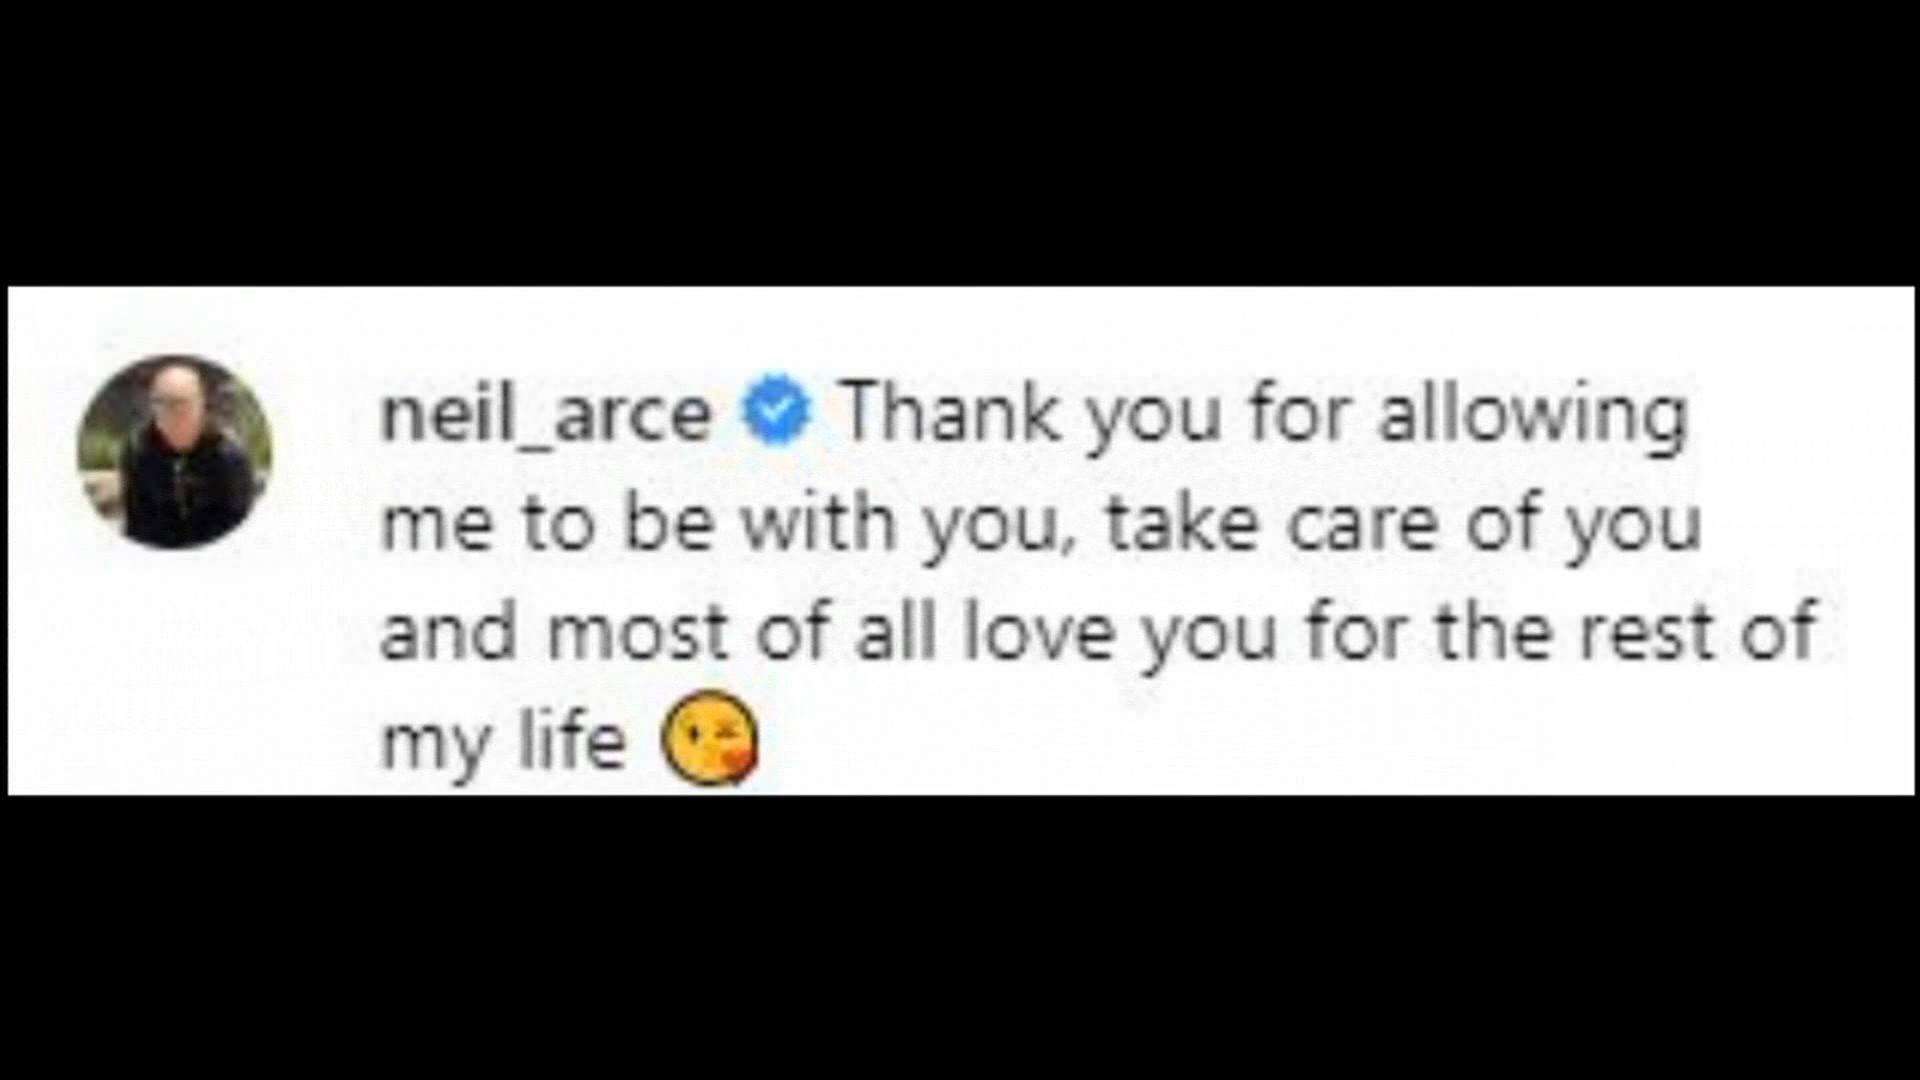 neil_arce Thank you for allowing
me to be with you, take care of you
and most of all love you for the rest of
my life 😘